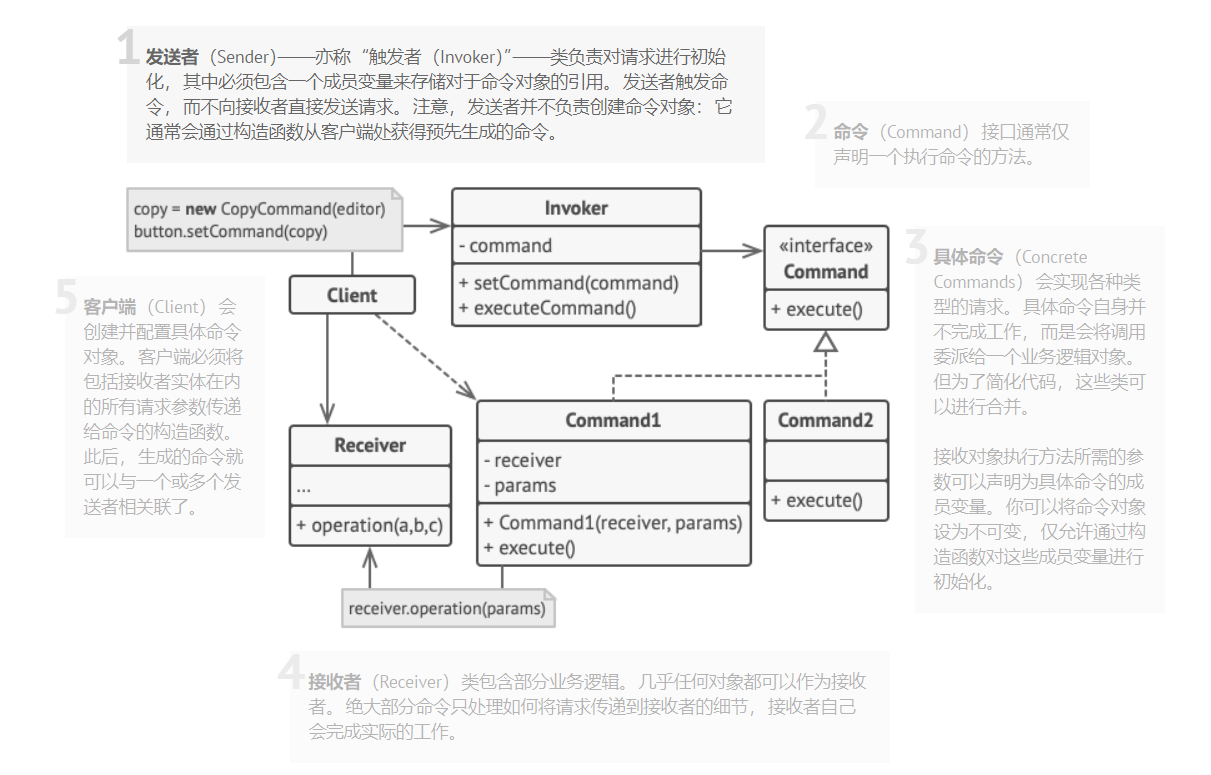 1
发送者（Sender）——亦称“触发者（Invoker）”——类负责对请求进行初始
化，其中必须包含一个成员变量来存储对于命令对象的引用。发送者触发命
令，而不向接收者直接发送请求。注意，发送者并不负责创建命令对象：它
通常会通过构造函数从客户端处获得预先生成的命令。
2
命令（Command）接口通常仅
声明一个执行命令的方法。
copy = new CopyCommand(editor)
button.setCommand(copy)
Invoker
- command
+ setCommand(command)
+ executeCommand()
«interface»
Command
+ execute()
3
具体命令（Concrete
Commands）会实现各种类
型的请求。具体命令自身并
不完成工作，而是会将调用
委派给一个业务逻辑对象。
但为了简化代码，这些类可
以进行合并。
接收对象执行方法所需的参
数可以声明为具体命令的成
员变量。你可以将命令对象
设为不可变，仅允许通过构
造函数对这些成员变量进行
初始化。
5
客户端（Client）会
创建并配置具体命令
对象。客户端必须将
包括接收者实体在内
的所有请求参数传递
给命令的构造函数。
此后，生成的命令就
可以与一个或多个发
送者相关联了。
Client
Receiver
...
+ operation(a,b,c)
Command1
- receiver
- params
+ Command1(receiver, params)
+ execute()
Command2
+ execute()
receiver.operation(params)
4
接收者（Receiver）类包含部分业务逻辑。几乎任何对象都可以作为接收
者。绝大部分命令只处理如何将请求传递到接收者的细节，接收者自己
会完成实际的工作。